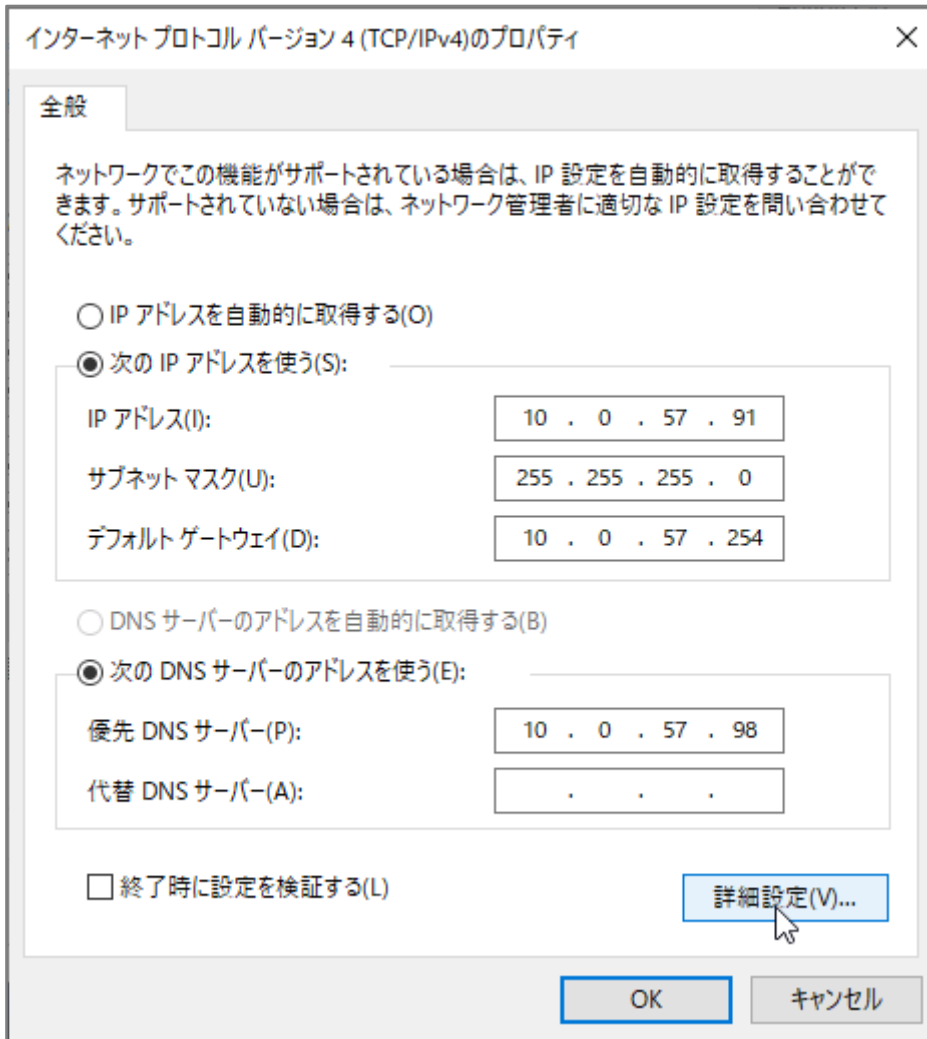 インターネット プロトコル バージョン 4 (TCP/IPv4)のプロパティ
全般
ネットワークでこの機能がサポートされている場合は、IP 設定を自動的に取得することがで
きます。サポートされていない場合は、ネットワーク管理者に適切な IP 設定を問い合わせて
ください。
IP アドレスを自動的に取得する(O)
次の IP アドレスを使う(S):
IP アドレス(I): 10 . 0 . 57 . 91
サブネット マスク(U): 255 . 255 . 255 . 0
デフォルト ゲートウェイ(D): 10 . 0 . 57 . 254
DNS サーバーのアドレスを自動的に取得する(B)
次の DNS サーバーのアドレスを使う(E):
優先 DNS サーバー(P): 10 . 0 . 57 . 98
代替 DNS サーバー(A): . . .
終了時に設定を検証する(L)
詳細設定(V)...
OK キャンセル